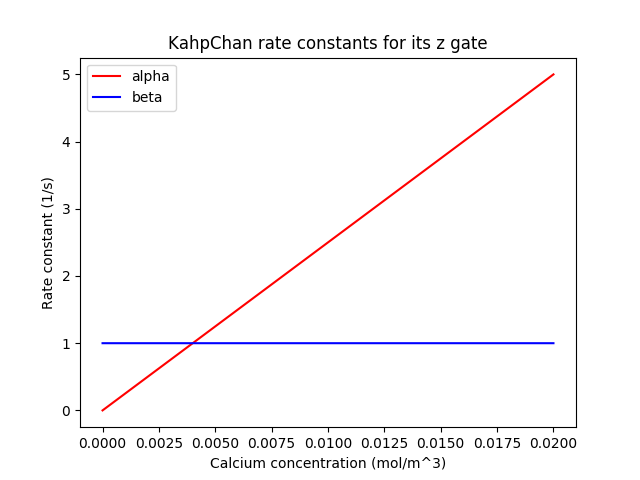 KahpChan rate constants for its z gate
alpha
beta
5
4
3
2
1
0
Rate constant (1/s)
0.0000 0.0025 0.0050 0.0075 0.0100 0.0125 0.0150 0.0175 0.0200
Calcium concentration (mol/m^3)